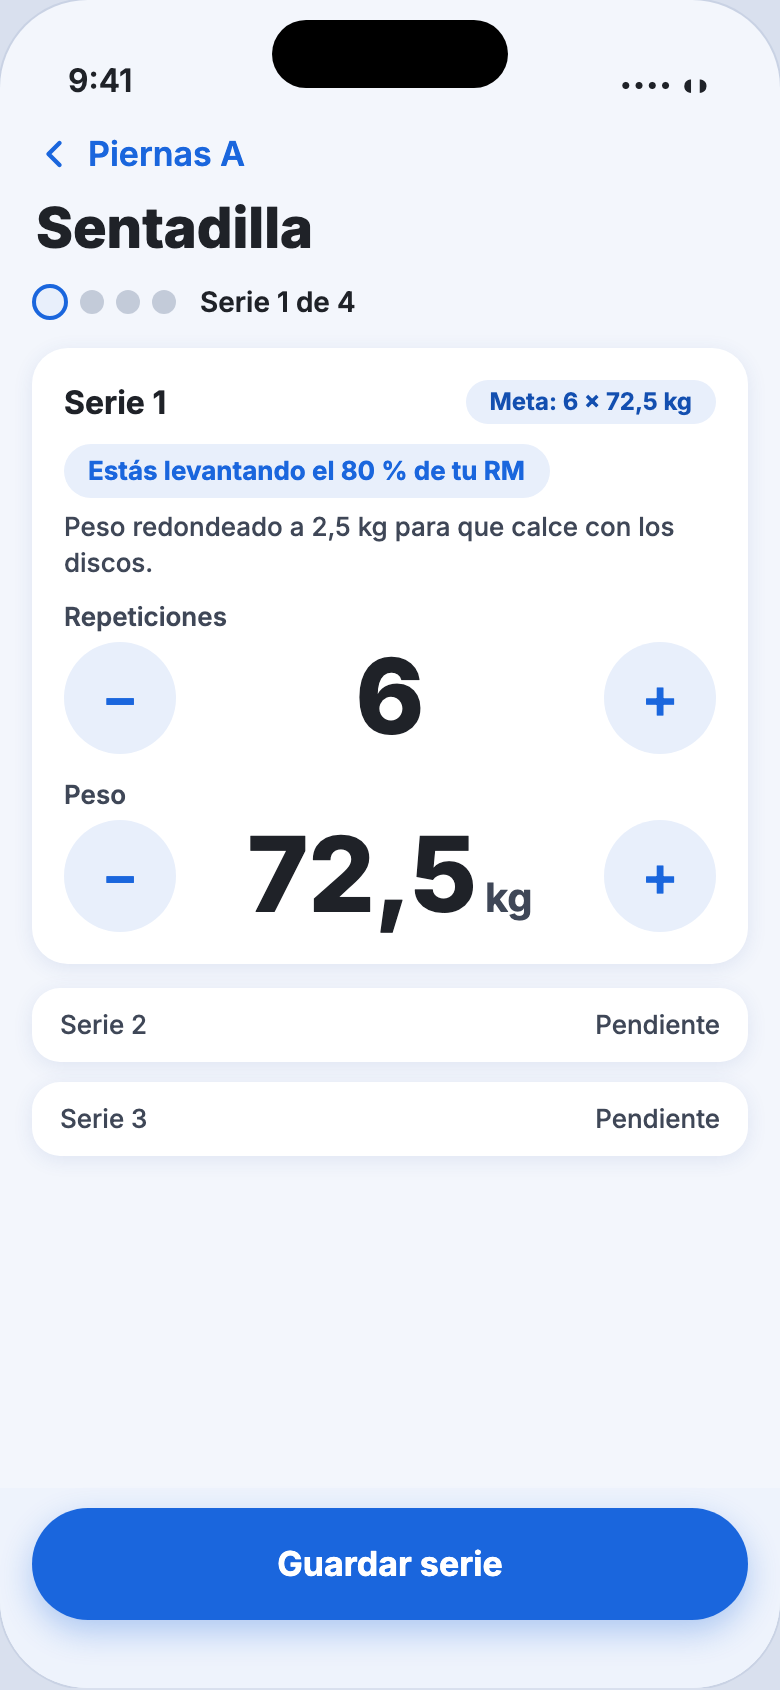 9:41
Piernas A
Sentadilla
Serie 1 de 4
Serie 1
Meta: 6 × 72,5 kg
Estás levantando el 80 % de tu RM
Peso redondeado a 2,5 kg para que calce con los
discos.
Repeticiones
− 6 +
Peso
− 72,5 kg +
Serie 2 Pendiente
Serie 3 Pendiente
Guardar serie